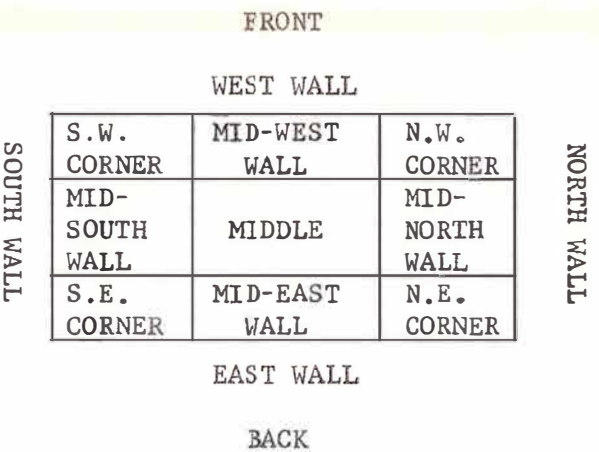 FRONT
WEST WALL
S.W. MID-WEST N.W.
CORNER WALL CORNER
SOUTH WALL
MID- MID-
SOUTH MIDDLE NORTH
WALL WALL
NORTH WALL
S.E. MID-EAST N.E.
CORNER WALL CORNER
EAST WALL
BACK